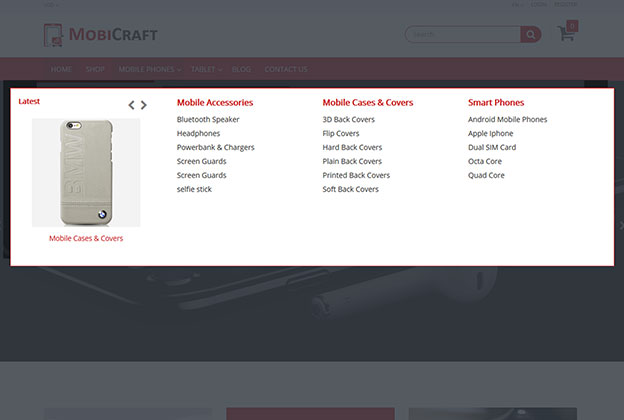 USD
EN
LOGIN
REGISTER
MOBICRAFT
Search
0
HOME
SHOP
MOBILE PHONES
TABLET
BLOG
CONTACT US
Latest
BMW
Mobile Cases & Covers
Mobile Accessories
Bluetooth Speaker
Headphones
Powerbank & Chargers
Screen Guards
Screen Guards
selfie stick
Mobile Cases & Covers
3D Back Covers
Flip Covers
Hard Back Covers
Plain Back Covers
Printed Back Covers
Soft Back Covers
Smart Phones
Android Mobile Phones
Apple Iphone
Dual SIM Card
Octa Core
Quad Core